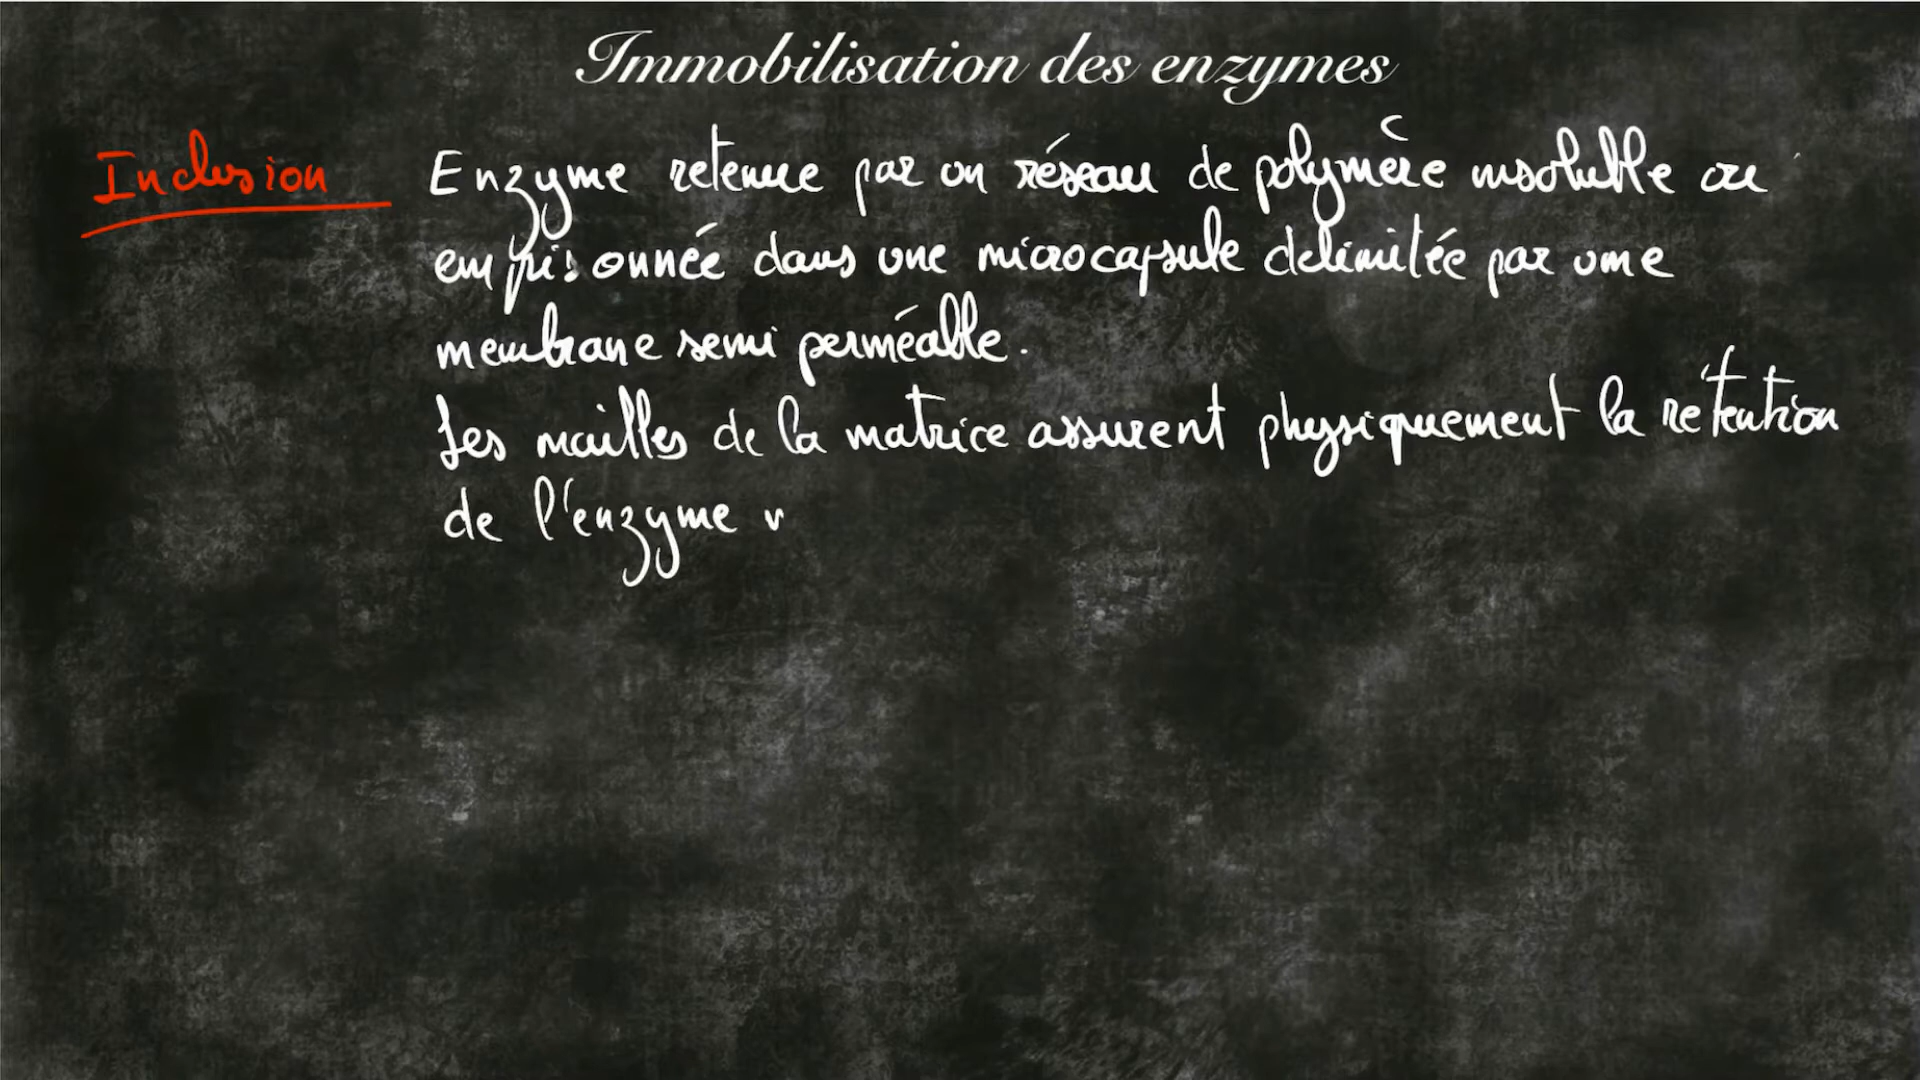 Immobilisation des enzymes
Inclusion
Enzyme retenue par un réseau de polymère insoluble ou
emprisonnée dans une microcapsule délimitée par une
membrane semi perméable.
Les mailles de la matrice assurent physiquement la rétention
de l'enzyme